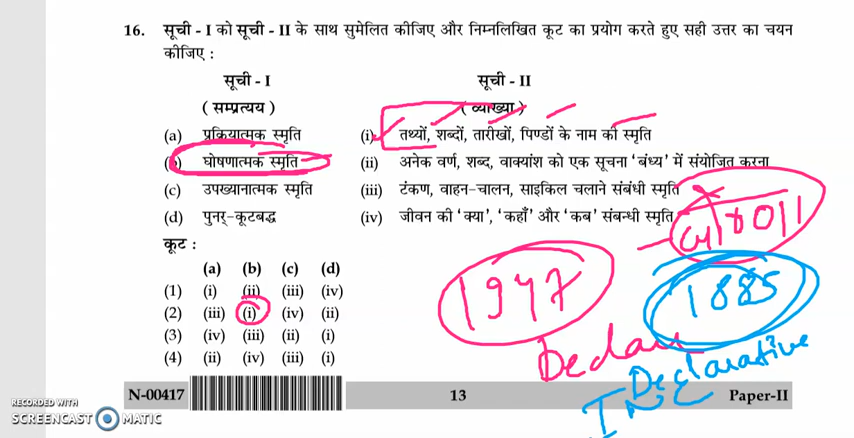 16. सूची - I को सूची - II के साथ सुमेलित कीजिए और निम्नलिखित कूट का प्रयोग करते हुए सही उत्तर का चयन
कीजिए :
सूची - I सूची - II
( सम्प्रत्यय ) ( व्याख्या )
(a) प्रक्रियात्मक स्मृति (i) तथ्यों, शब्दों, तारीखों, पिण्डों के नाम की स्मृति
(b) घोषणात्मक स्मृति (ii) अनेक वर्ण, शब्द, वाक्यांश को एक सूचना ‘बंध्य’ में संयोजित करना
(c) उपख्यानात्मक स्मृति (iii) टंकण, वाहन-चालन, साइकिल चलाने संबंधी स्मृति
(d) पुनर्-कूटबद्ध (iv) जीवन की ‘क्या’, ‘कहाँ’ और ‘कब’ संबन्धी स्मृति
कूट :
(a) (b) (c) (d)
(1) (i) (ii) (iii) (iv)
(2) (iii) (i) (iv) (ii)
(3) (iv) (iii) (ii) (i)
(4) (ii) (iv) (iii) (i)
1947
1885
Declarative
INC
N-00417 13 Paper-II
RECORDED WITH
SCREENCAST MATIC